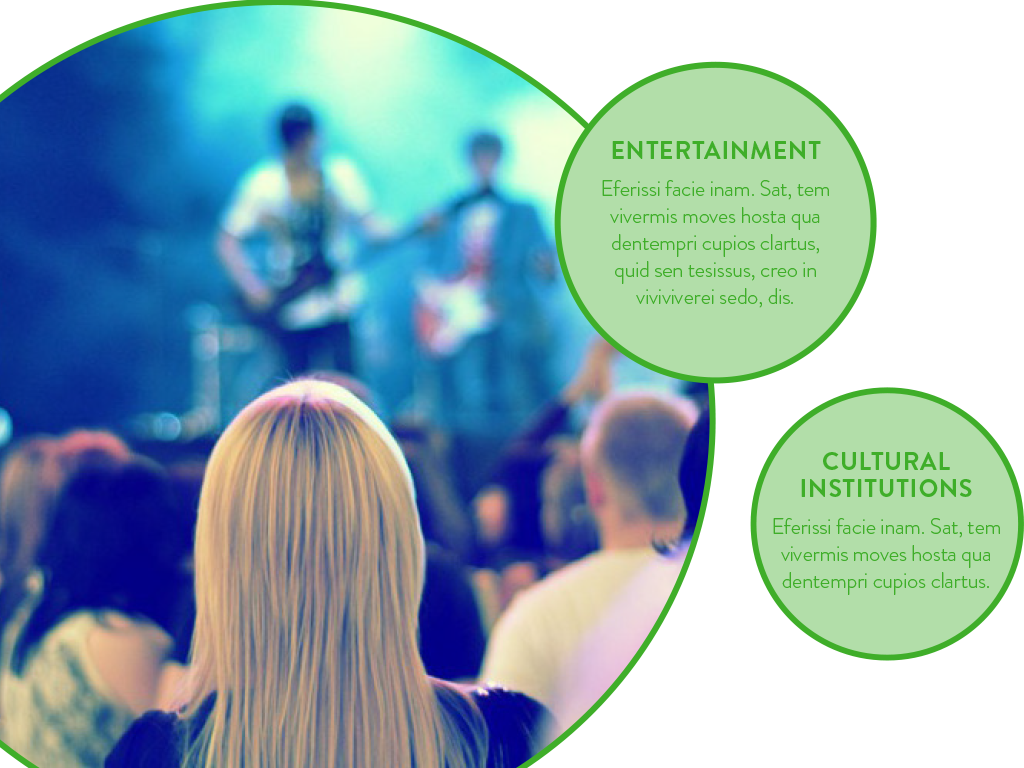 ENTERTAINMENT
Eferissi facie inam. Sat, tem
vivermis moves hosta qua
dentempri cupios clartus,
quid sen tesissus, creo in
viviviverei sedo, dis.
CULTURAL
INSTITUTIONS
Eferissi facie inam. Sat, tem
vivermis moves hosta qua
dentempri cupios clartus.